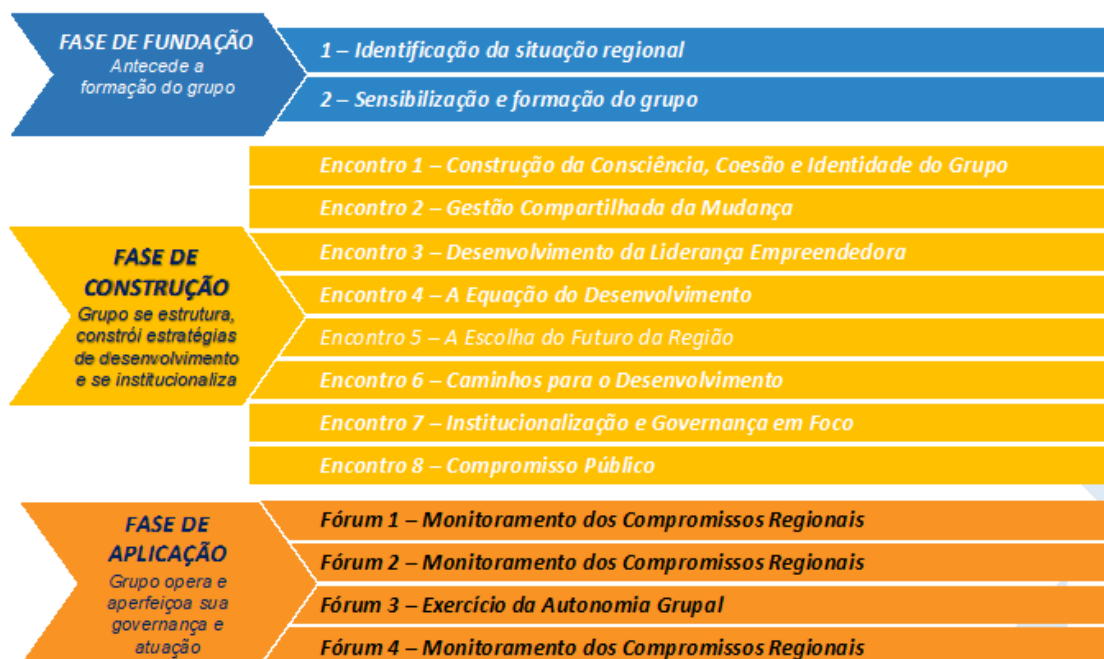 FASE DE FUNDAÇÃO
Antecede a
formação do grupo
1 – Identificação da situação regional
2 – Sensibilização e formação do grupo
FASE DE
CONSTRUÇÃO
Grupo se estrutura,
constrói estratégias
de desenvolvimento
e se institucionaliza
Encontro 1 – Construção da Consciência, Coesão e Identidade do Grupo
Encontro 2 – Gestão Compartilhada da Mudança
Encontro 3 – Desenvolvimento da Liderança Empreendedora
Encontro 4 – A Equação do Desenvolvimento
Encontro 5 – A Escolha do Futuro da Região
Encontro 6 – Caminhos para o Desenvolvimento
Encontro 7 – Institucionalização e Governança em Foco
Encontro 8 – Compromisso Público
FASE DE
APLICAÇÃO
Grupo opera e
aperfeiçoa sua
governança e
atuação
Fórum 1 – Monitoramento dos Compromissos Regionais
Fórum 2 – Monitoramento dos Compromissos Regionais
Fórum 3 – Exercício da Autonomia Grupal
Fórum 4 – Monitoramento dos Compromissos Regionais